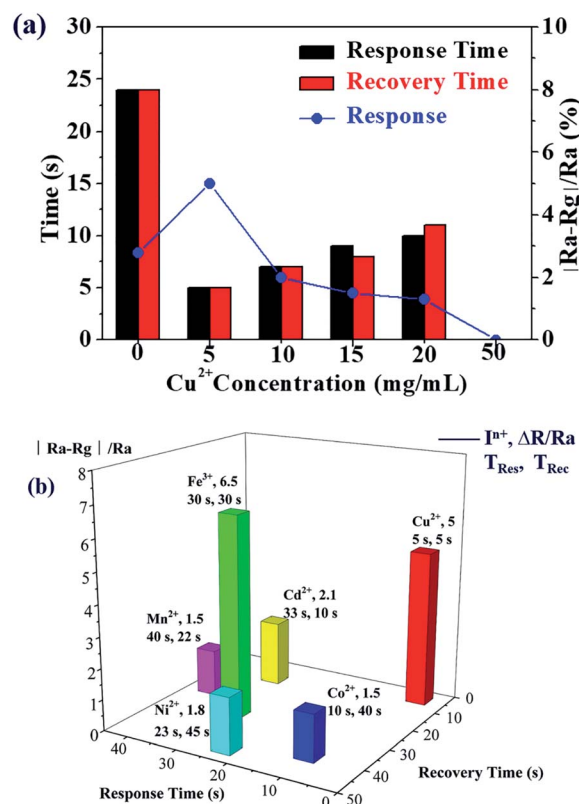 (a)
30
25
20
15
10
5
0
Time (s)
Response Time
Recovery Time
Response
10
8
6
4
2
0
|Ra-Rg|/Ra (%)
0 5 10 15 20 50
Cu²⁺Concentration (mg/mL)
| Ra-Rg | /Ra
(b)
Iⁿ⁺, ΔR/Ra
T_Res, T_Rec
8
7
6
5
4
3
2
1
0
Fe³⁺, 6.5
30 s, 30 s
Cu²⁺, 5
5 s, 5 s
Cd²⁺, 2.1
33 s, 10 s
Mn²⁺, 1.5
40 s, 22 s
Ni²⁺, 1.8
23 s, 45 s
Co²⁺, 1.5
10 s, 40 s
40 30 20 10 0
Response Time (s)
0 10 20 30 40 50
Recovery Time (s)